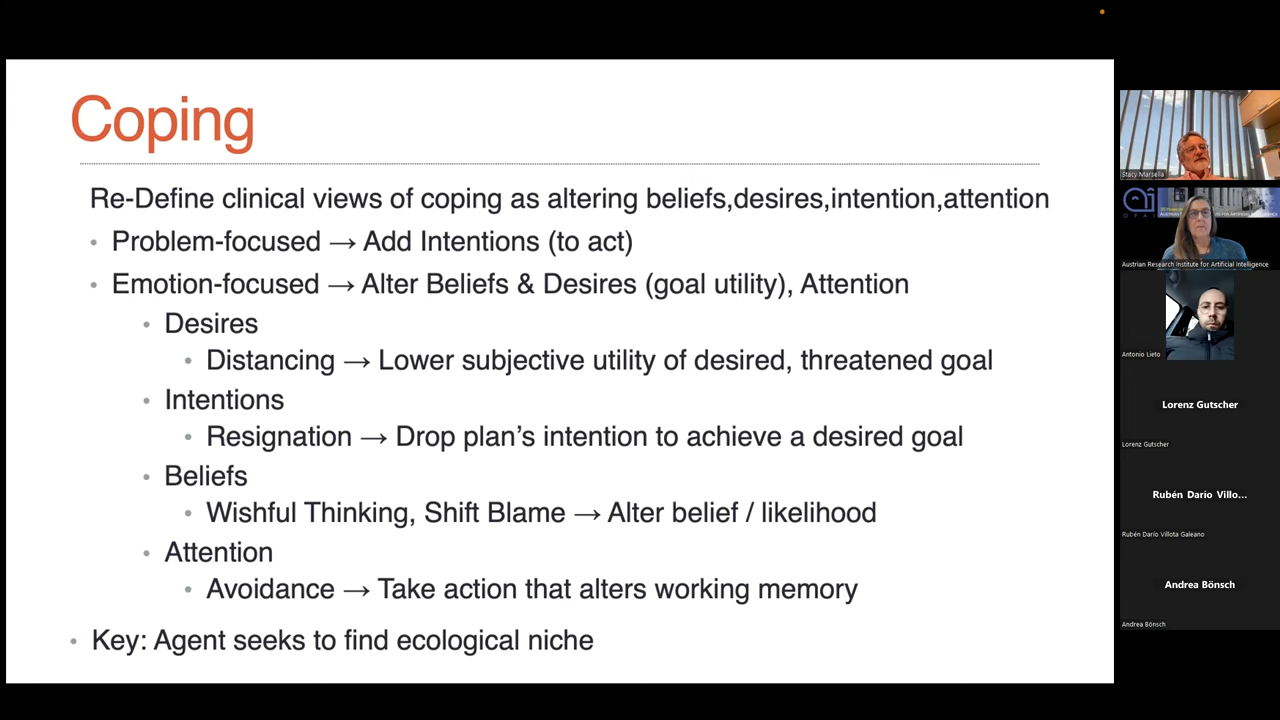 Coping
Re-Define clinical views of coping as altering beliefs,desires,intention,attention
• Problem-focused → Add Intentions (to act)
• Emotion-focused → Alter Beliefs & Desires (goal utility), Attention
• Desires
• Distancing → Lower subjective utility of desired, threatened goal
• Intentions
• Resignation → Drop plan’s intention to achieve a desired goal
• Beliefs
• Wishful Thinking, Shift Blame → Alter belief / likelihood
• Attention
• Avoidance → Take action that alters working memory
• Key: Agent seeks to find ecological niche
Stacy Marsella
Austrian Research Institute for Artificial Intelligence
Antonio Lieto
Lorenz Gutscher
Lorenz Gutscher
Rubén Darío Villo...
Rubén Darío Villota Galeano
Andrea Bönsch
Andrea Bönsch